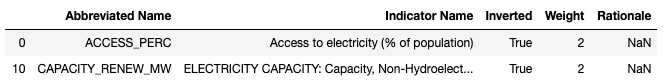 Abbreviated Name Indicator Name Inverted Weight Rationale
0 ACCESS_PERC Access to electricity (% of population) True 2 NaN
10 CAPACITY_RENEW_MW ELECTRICITY CAPACITY: Capacity, Non-Hydroelect... True 2 NaN